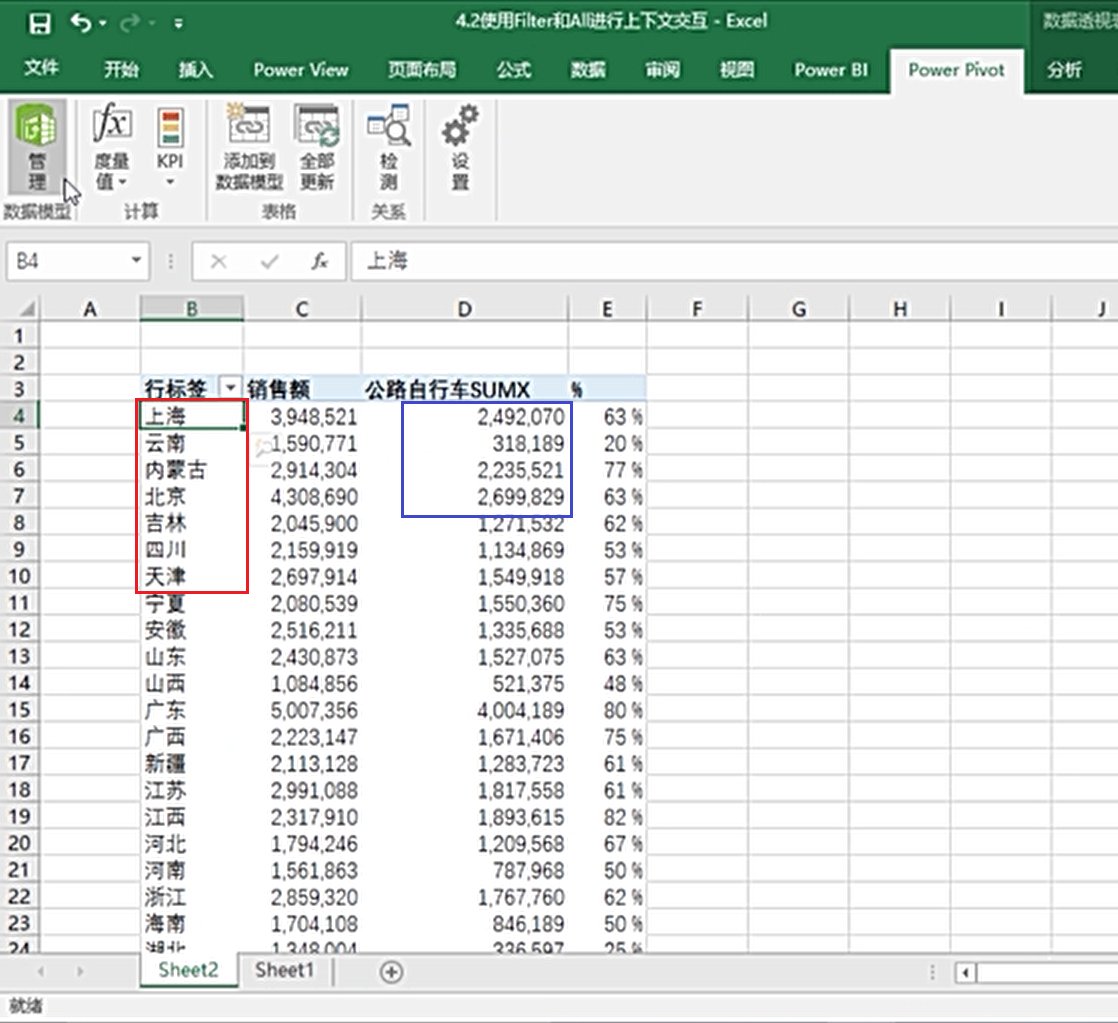 4.2使用Filter和All进行上下文交互 - Excel 数据透视表
文件 开始 插入 Power View 页面布局 公式 数据 审阅 视图 Power BI Power Pivot 分析
管理 度量值 KPI 添加到数据模型 全部更新 检测 设置
数据模型 计算 表格 关系
B4 fx 上海
A B C D E F G H I J
1
2
3 行标签 销售额 公路自行车SUMX %
4 上海 3,948,521 2,492,070 63 %
5 云南 1,590,771 318,189 20 %
6 内蒙古 2,914,304 2,235,521 77 %
7 北京 4,308,690 2,699,829 63 %
8 吉林 2,045,900 1,271,532 62 %
9 四川 2,159,919 1,134,869 53 %
10 天津 2,697,914 1,549,918 57 %
11 宁夏 2,080,539 1,550,360 75 %
12 安徽 2,516,211 1,335,688 53 %
13 山东 2,430,873 1,527,075 63 %
14 山西 1,084,856 521,375 48 %
15 广东 5,007,356 4,004,189 80 %
16 广西 2,223,147 1,671,406 75 %
17 新疆 2,113,128 1,283,723 61 %
18 江苏 2,991,088 1,817,558 61 %
19 江西 2,317,910 1,893,615 82 %
20 河北 1,794,246 1,209,568 67 %
21 河南 1,561,863 787,968 50 %
22 浙江 2,859,320 1,767,760 62 %
23 海南 1,704,108 846,189 50 %
24 湖北 1,348,004 336,597 25 %
Sheet2 Sheet1
就绪